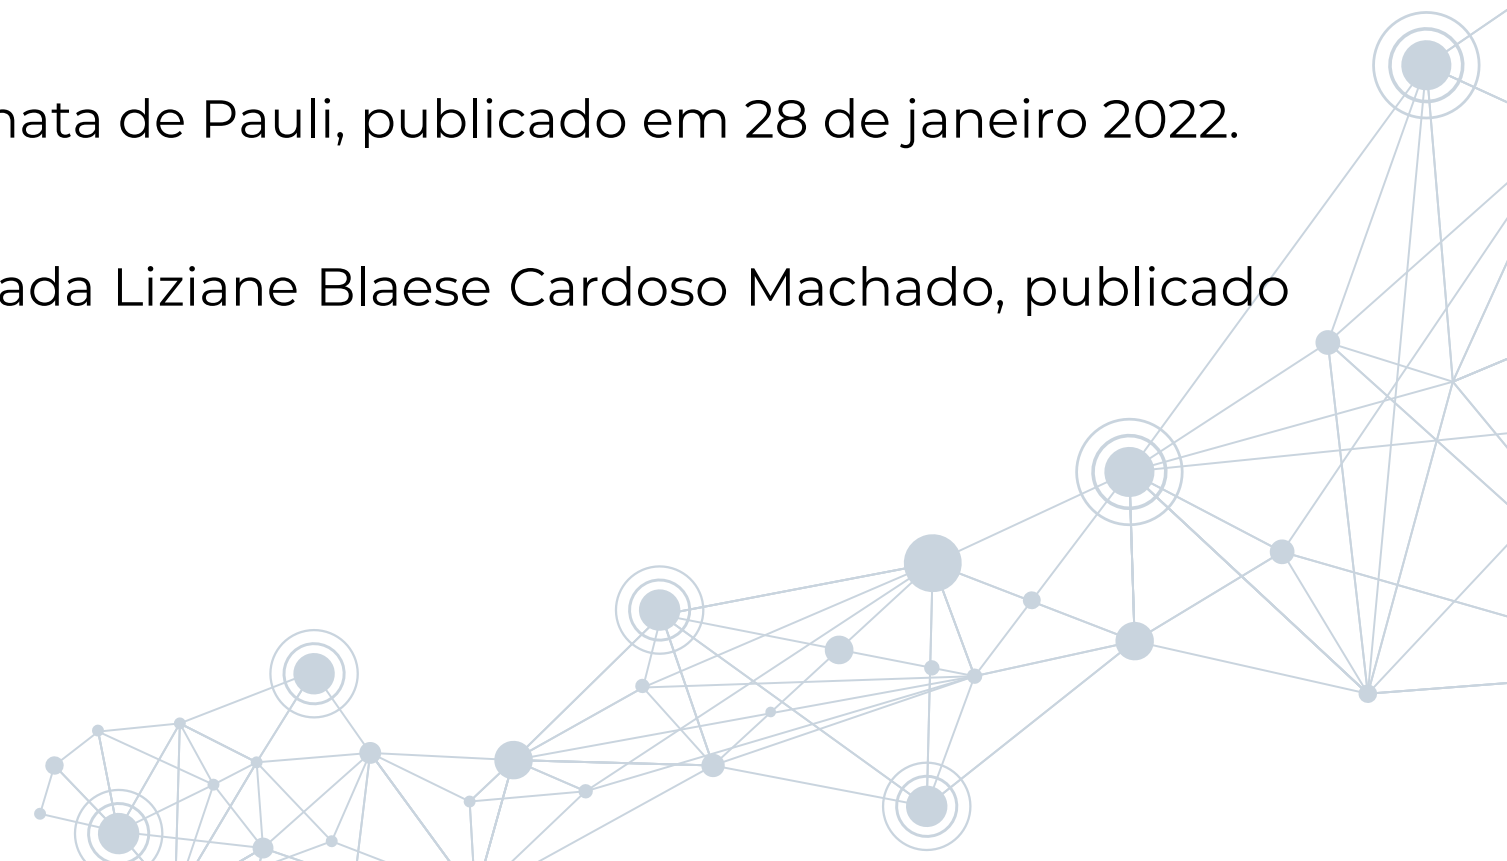 nata de Pauli, publicado em 28 de janeiro 2022.
ada Liziane Blaese Cardoso Machado, publicado